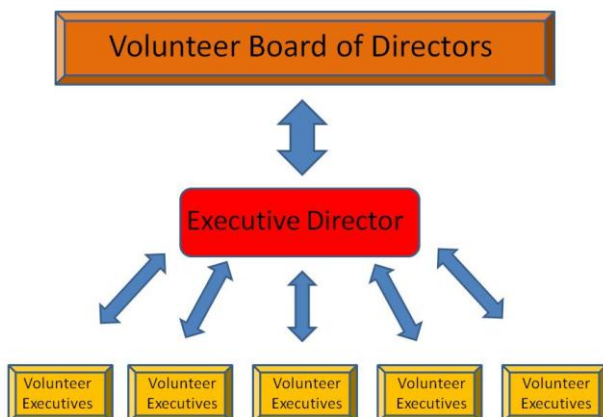 Volunteer Board of Directors
Executive Director
Volunteer
Executives
Volunteer
Executives
Volunteer
Executives
Volunteer
Executives
Volunteer
Executives